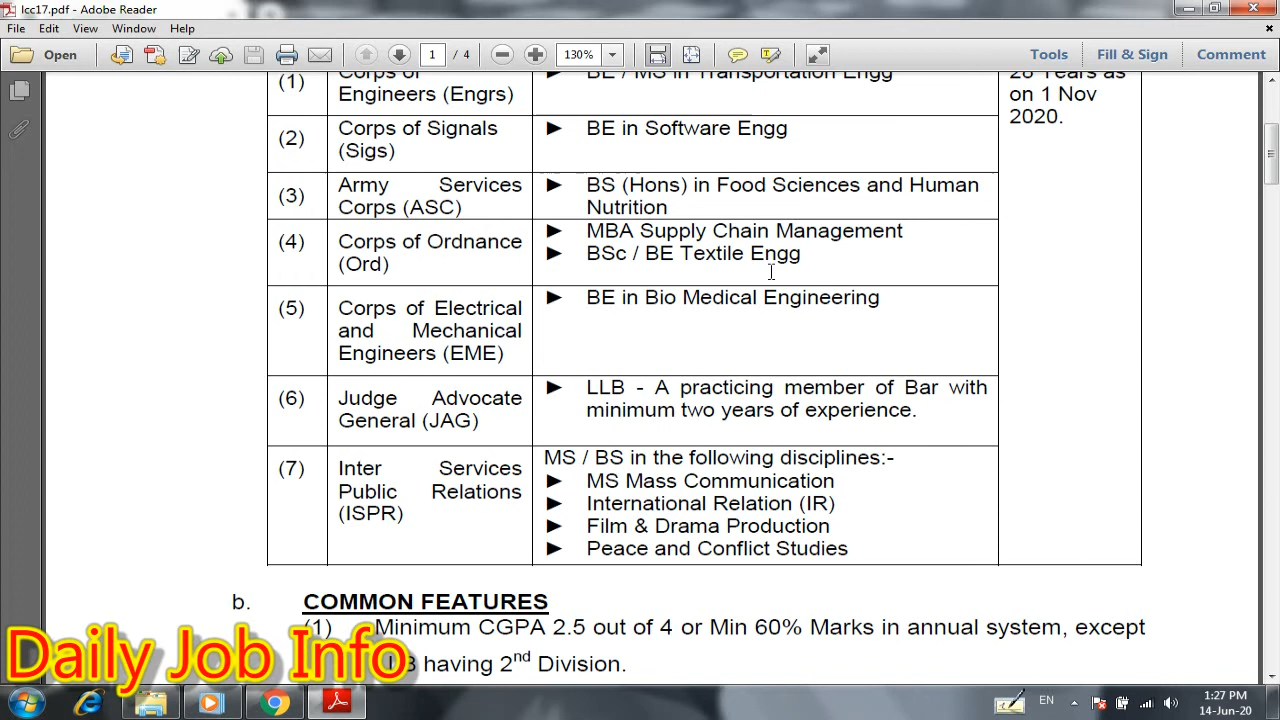 lcc17.pdf - Adobe Reader
File Edit View Window Help
Open 1 / 4 130% Tools Fill & Sign Comment
(1) Corps of Engineers (Engrs) ► BE / MS in Transportation Engg
28 Years as on 1 Nov 2020.
(2) Corps of Signals (Sigs) ► BE in Software Engg
(3) Army Services Corps (ASC) ► BS (Hons) in Food Sciences and Human Nutrition
(4) Corps of Ordnance (Ord) ► MBA Supply Chain Management
► BSc / BE Textile Engg
(5) Corps of Electrical and Mechanical Engineers (EME) ► BE in Bio Medical Engineering
(6) Judge Advocate General (JAG) ► LLB - A practicing member of Bar with minimum two years of experience.
(7) Inter Services Public Relations (ISPR) MS / BS in the following disciplines:-
► MS Mass Communication
► International Relation (IR)
► Film & Drama Production
► Peace and Conflict Studies
b. COMMON FEATURES
(1) Minimum CGPA 2.5 out of 4 or Min 60% Marks in annual system, except
having 2nd Division.
Daily Job Info
EN
1:27 PM
14-Jun-20